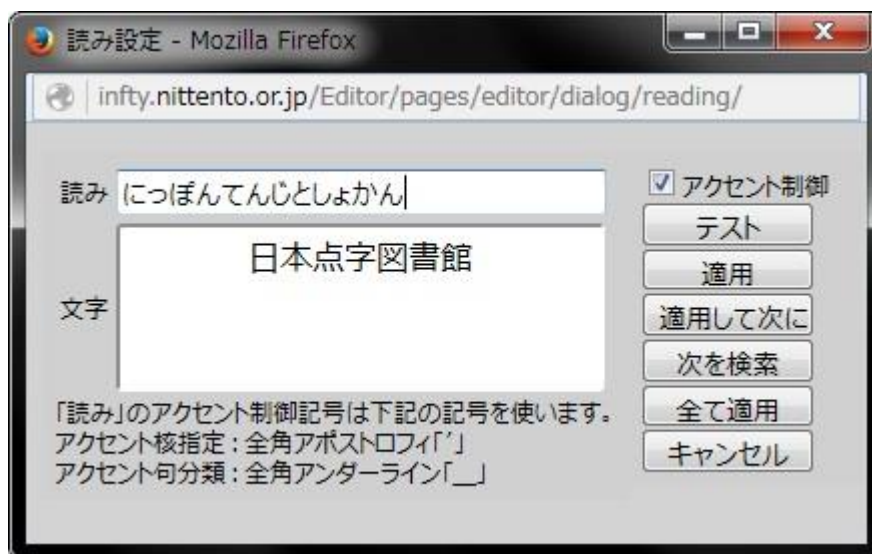 読み設定 - Mozilla Firefox
infty.nittento.or.jp/Editor/pages/editor/dialog/reading/
読み にっぽんてんじとしょかん
文字 日本点字図書館
アクセント制御
テスト
適用
適用して次に
次を検索
全て適用
キャンセル
「読み」のアクセント制御記号は下記の記号を使います。
アクセント核指定:全角アポストロフィ「’」
アクセント句分類:全角アンダーライン「__」